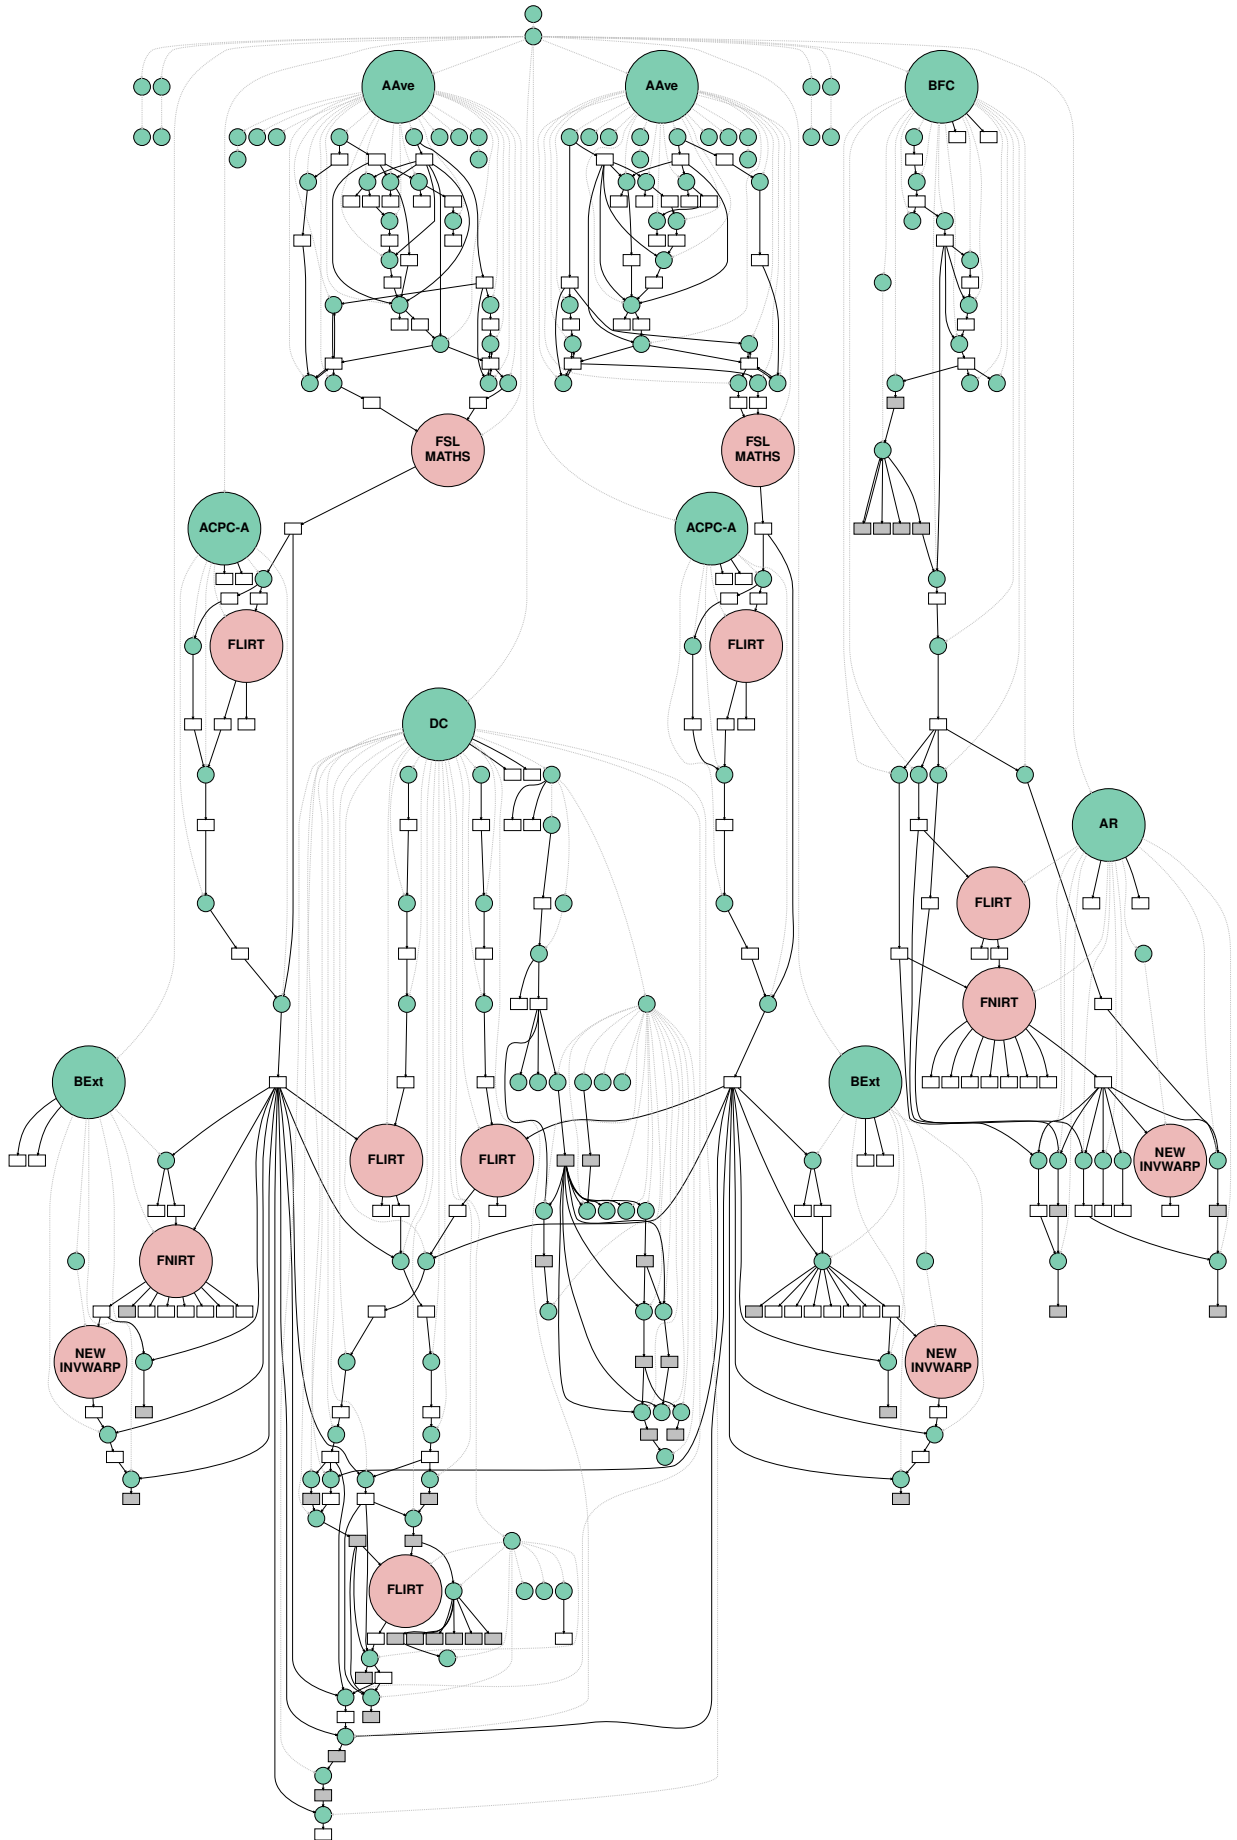 AAve
AAve
BFC
FSL
MATHS
FSL
MATHS
ACPC-A
ACPC-A
FLIRT
FLIRT
DC
AR
FLIRT
FNIRT
BExt
BExt
FLIRT
FLIRT
NEW
INVWARP
FNIRT
NEW
INVWARP
NEW
INVWARP
FLIRT